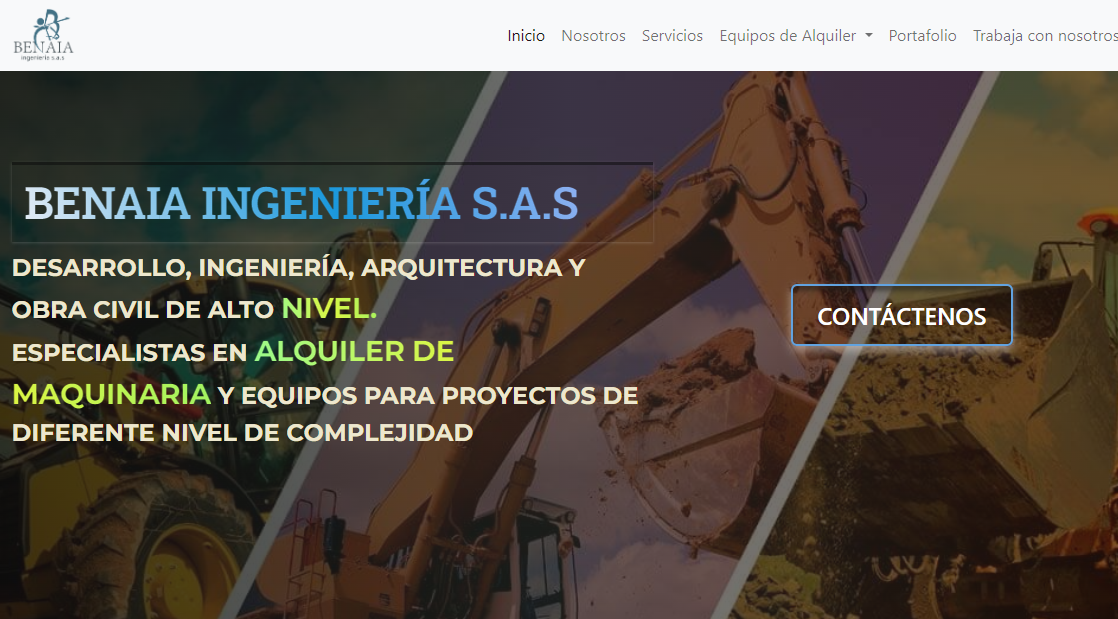 BENAIA
ingeniería s.a.s
Inicio Nosotros Servicios Equipos de Alquiler Portafolio Trabaja con nosotros
BENAIA INGENIERÍA S.A.S
DESARROLLO, INGENIERÍA, ARQUITECTURA Y
OBRA CIVIL DE ALTO NIVEL.
ESPECIALISTAS EN ALQUILER DE
MAQUINARIA Y EQUIPOS PARA PROYECTOS DE
DIFERENTE NIVEL DE COMPLEJIDAD
CONTÁCTENOS